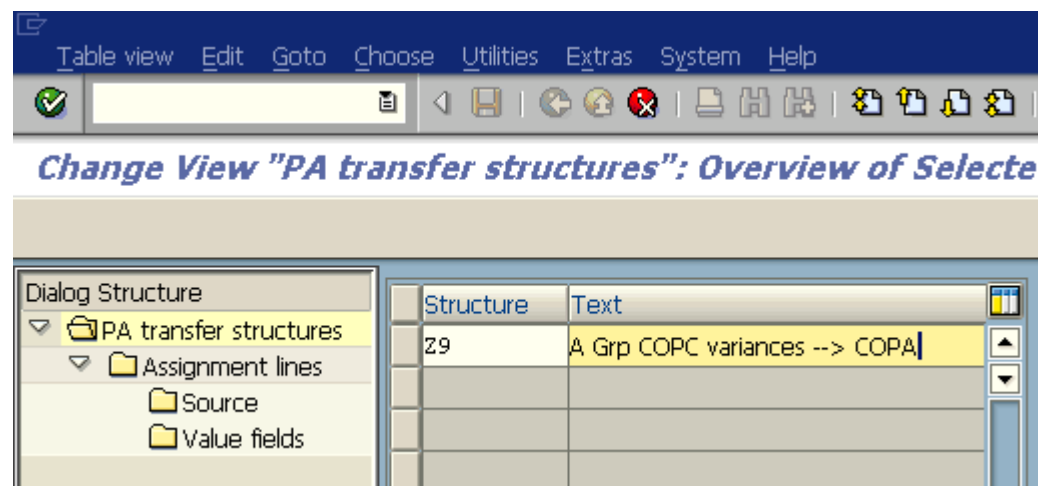 Table view Edit Goto Choose Utilities Extras System Help
Change View "PA transfer structures": Overview of Selecte
Dialog Structure
PA transfer structures
Assignment lines
Source
Value fields
Structure Text
Z9 A Grp COPC variances --> COPA